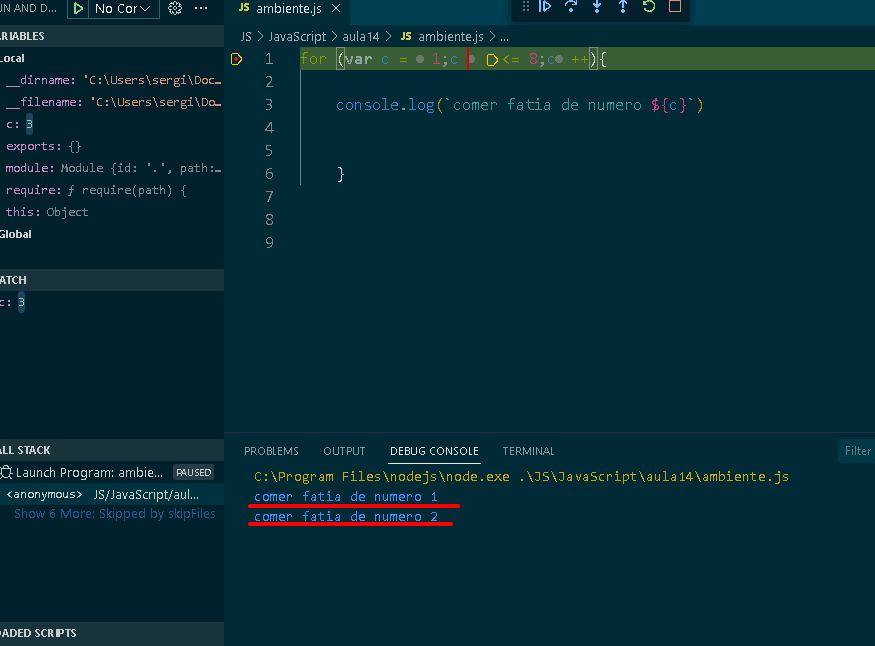 UN AND D... No Cor ...
JS ambiente.js
ARIABLES
Local
__dirname: 'C:\Users\sergi\Doc…
__filename: 'C:\Users\sergi\Do…
c: 3
exports: {}
module: Module {id: '.', path:…
require: ƒ require(path) {
this: Object
Global
ATCH
c: 3
ALL STACK
Launch Program: ambie... PAUSED
<anonymous> JS/JavaScript/aul...
Show 6 More: Skipped by skipFiles
OADED SCRIPTS
JS > JavaScript > aula14 > JS ambiente.js > ...
1 for (var c = 1;c <= 8;c ++){
2
3 console.log(`comer fatia de numero ${c}`)
4
5
6 }
7
8
9
PROBLEMS OUTPUT DEBUG CONSOLE TERMINAL Filter
C:\Program Files\nodejs\node.exe .\JS\JavaScript\aula14\ambiente.js
comer fatia de numero 1
comer fatia de numero 2